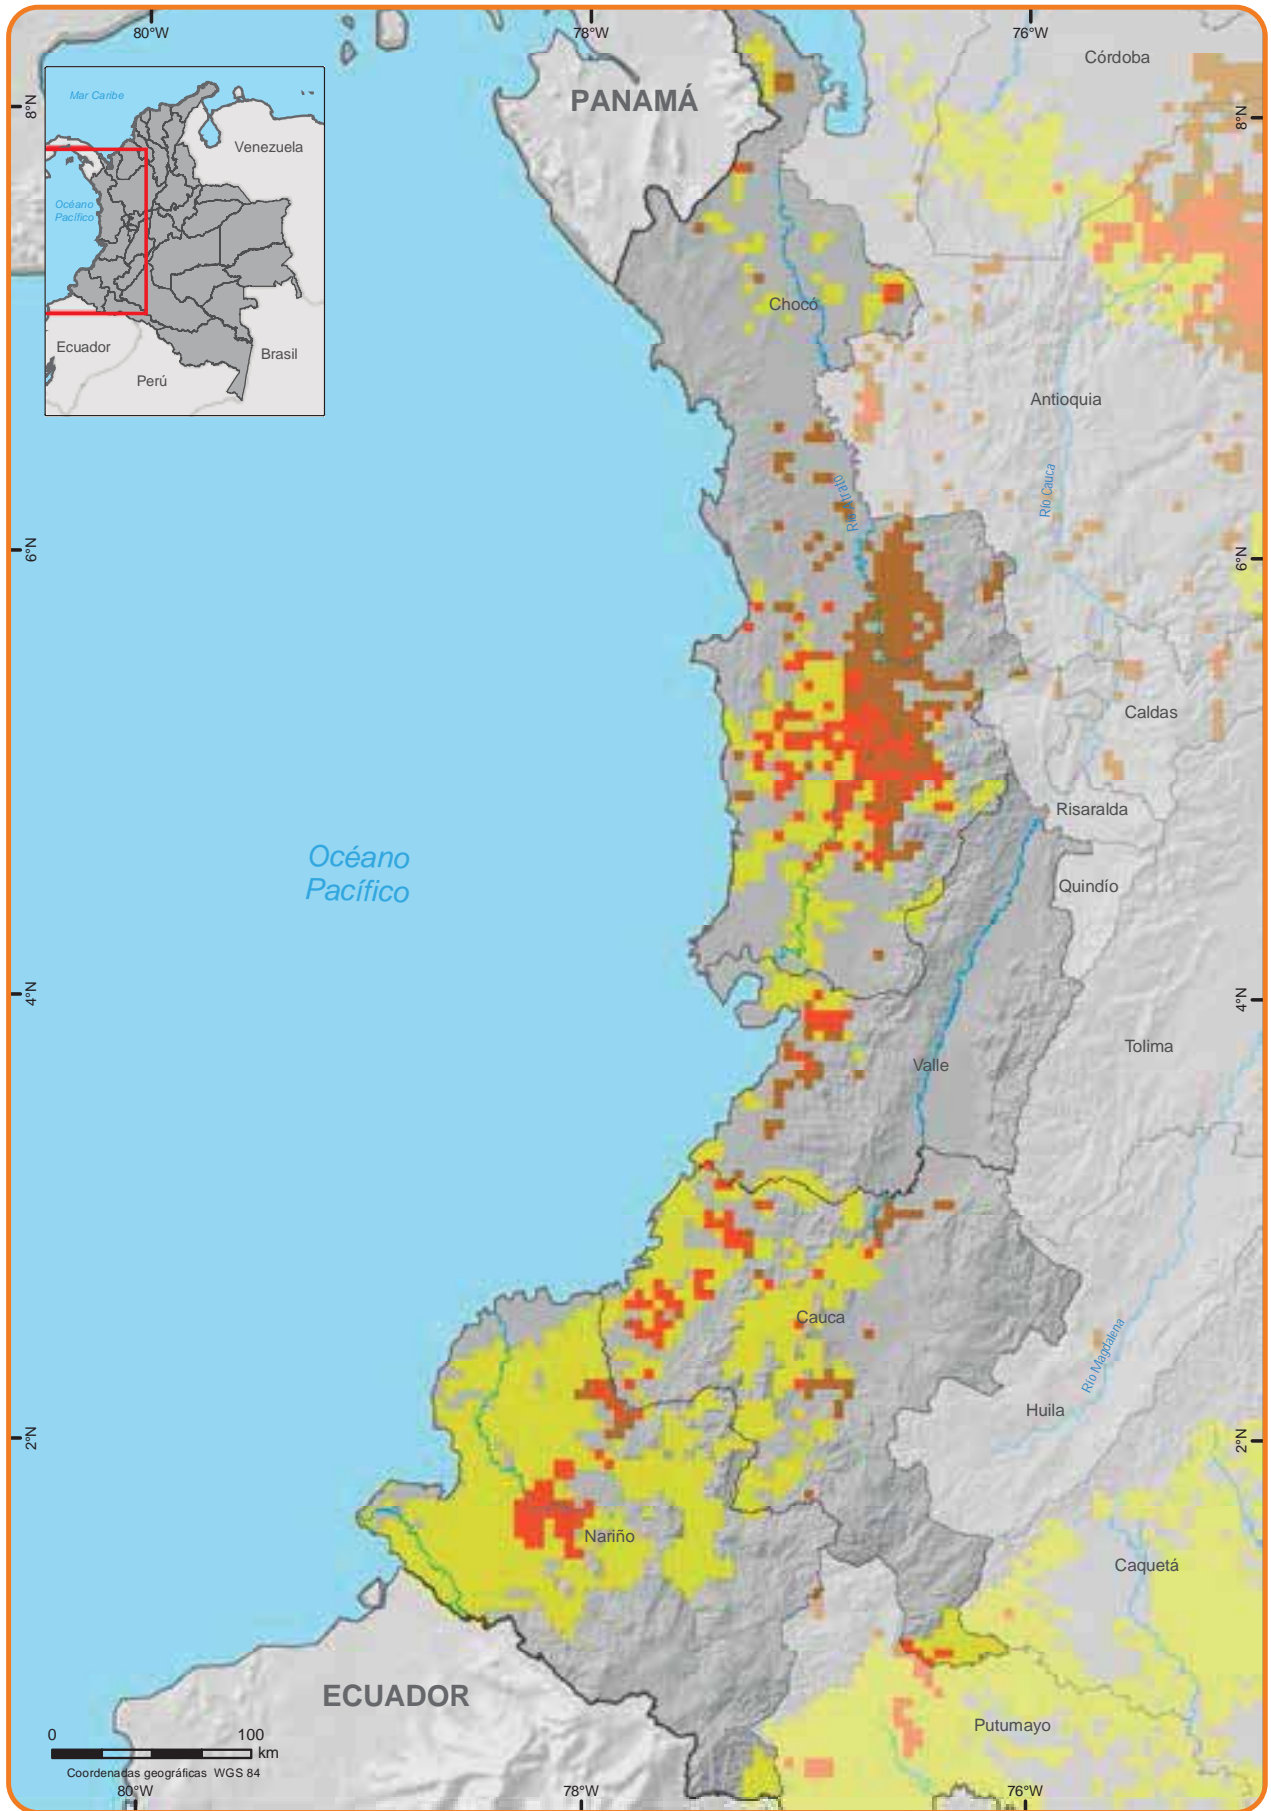 80°W
78°W
76°W
Córdoba
8°N
8°N
PANAMÁ
Mar Caribe
Venezuela
Océano
Pacífico
Ecuador
Brasil
Perú
Chocó
Antioquia
Río Atrato
Río Cauca
6°N
6°N
Caldas
Risaralda
Océano
Pacífico
Quindío
4°N
4°N
Tolima
Valle
Cauca
Río Magdalena
Huila
2°N
2°N
Nariño
Caquetá
ECUADOR
Putumayo
0
100
km
Coordenadas geográficas WGS 84
80°W
78°W
76°W